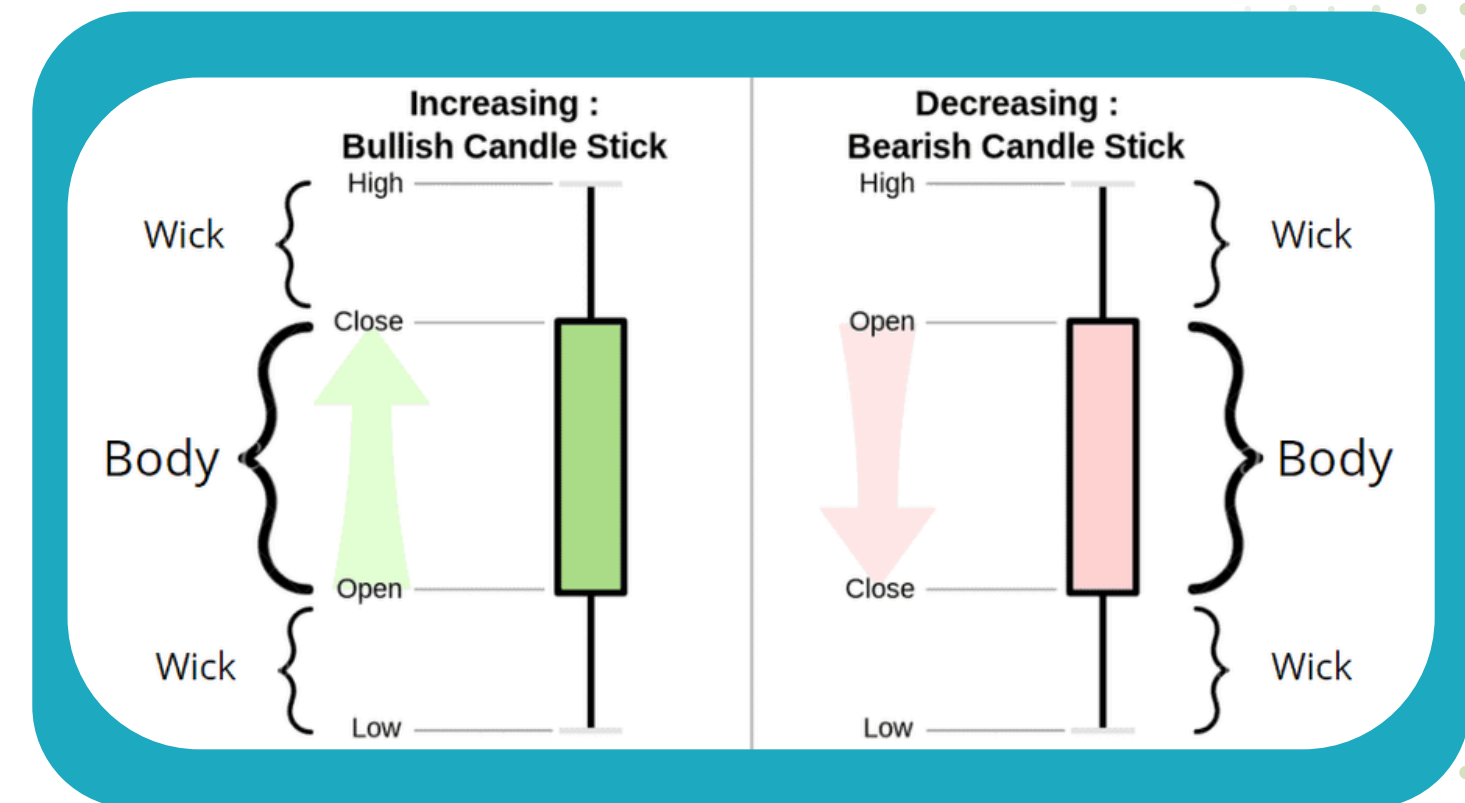 Increasing :
Bullish Candle Stick
High
Wick
Close
Body
Open
Wick
Low
Decreasing :
Bearish Candle Stick
High
Wick
Open
Body
Close
Wick
Low